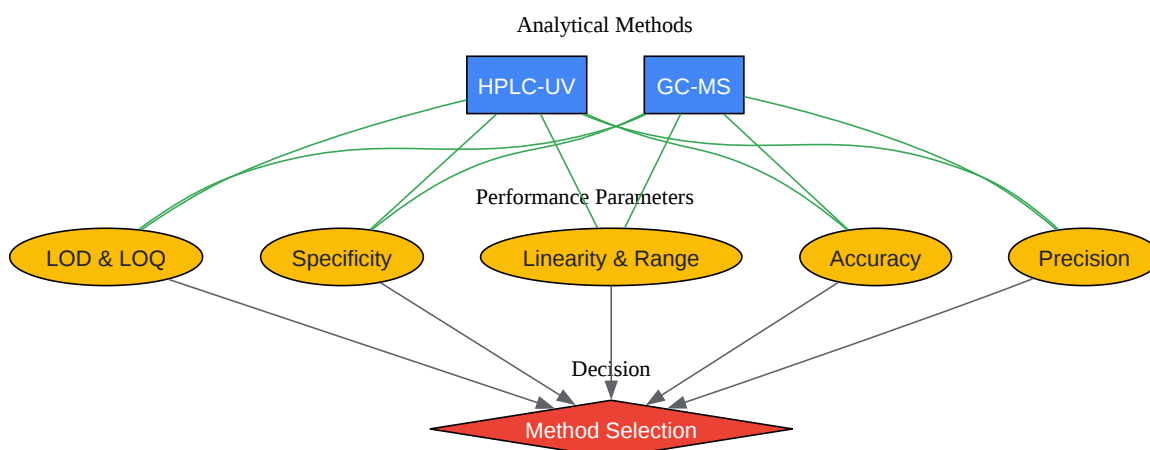 Analytical Methods
HPLC-UV
GC-MS
Performance Parameters
LOD & LOQ
Specificity
Linearity & Range
Accuracy
Precision
Decision
Method Selection